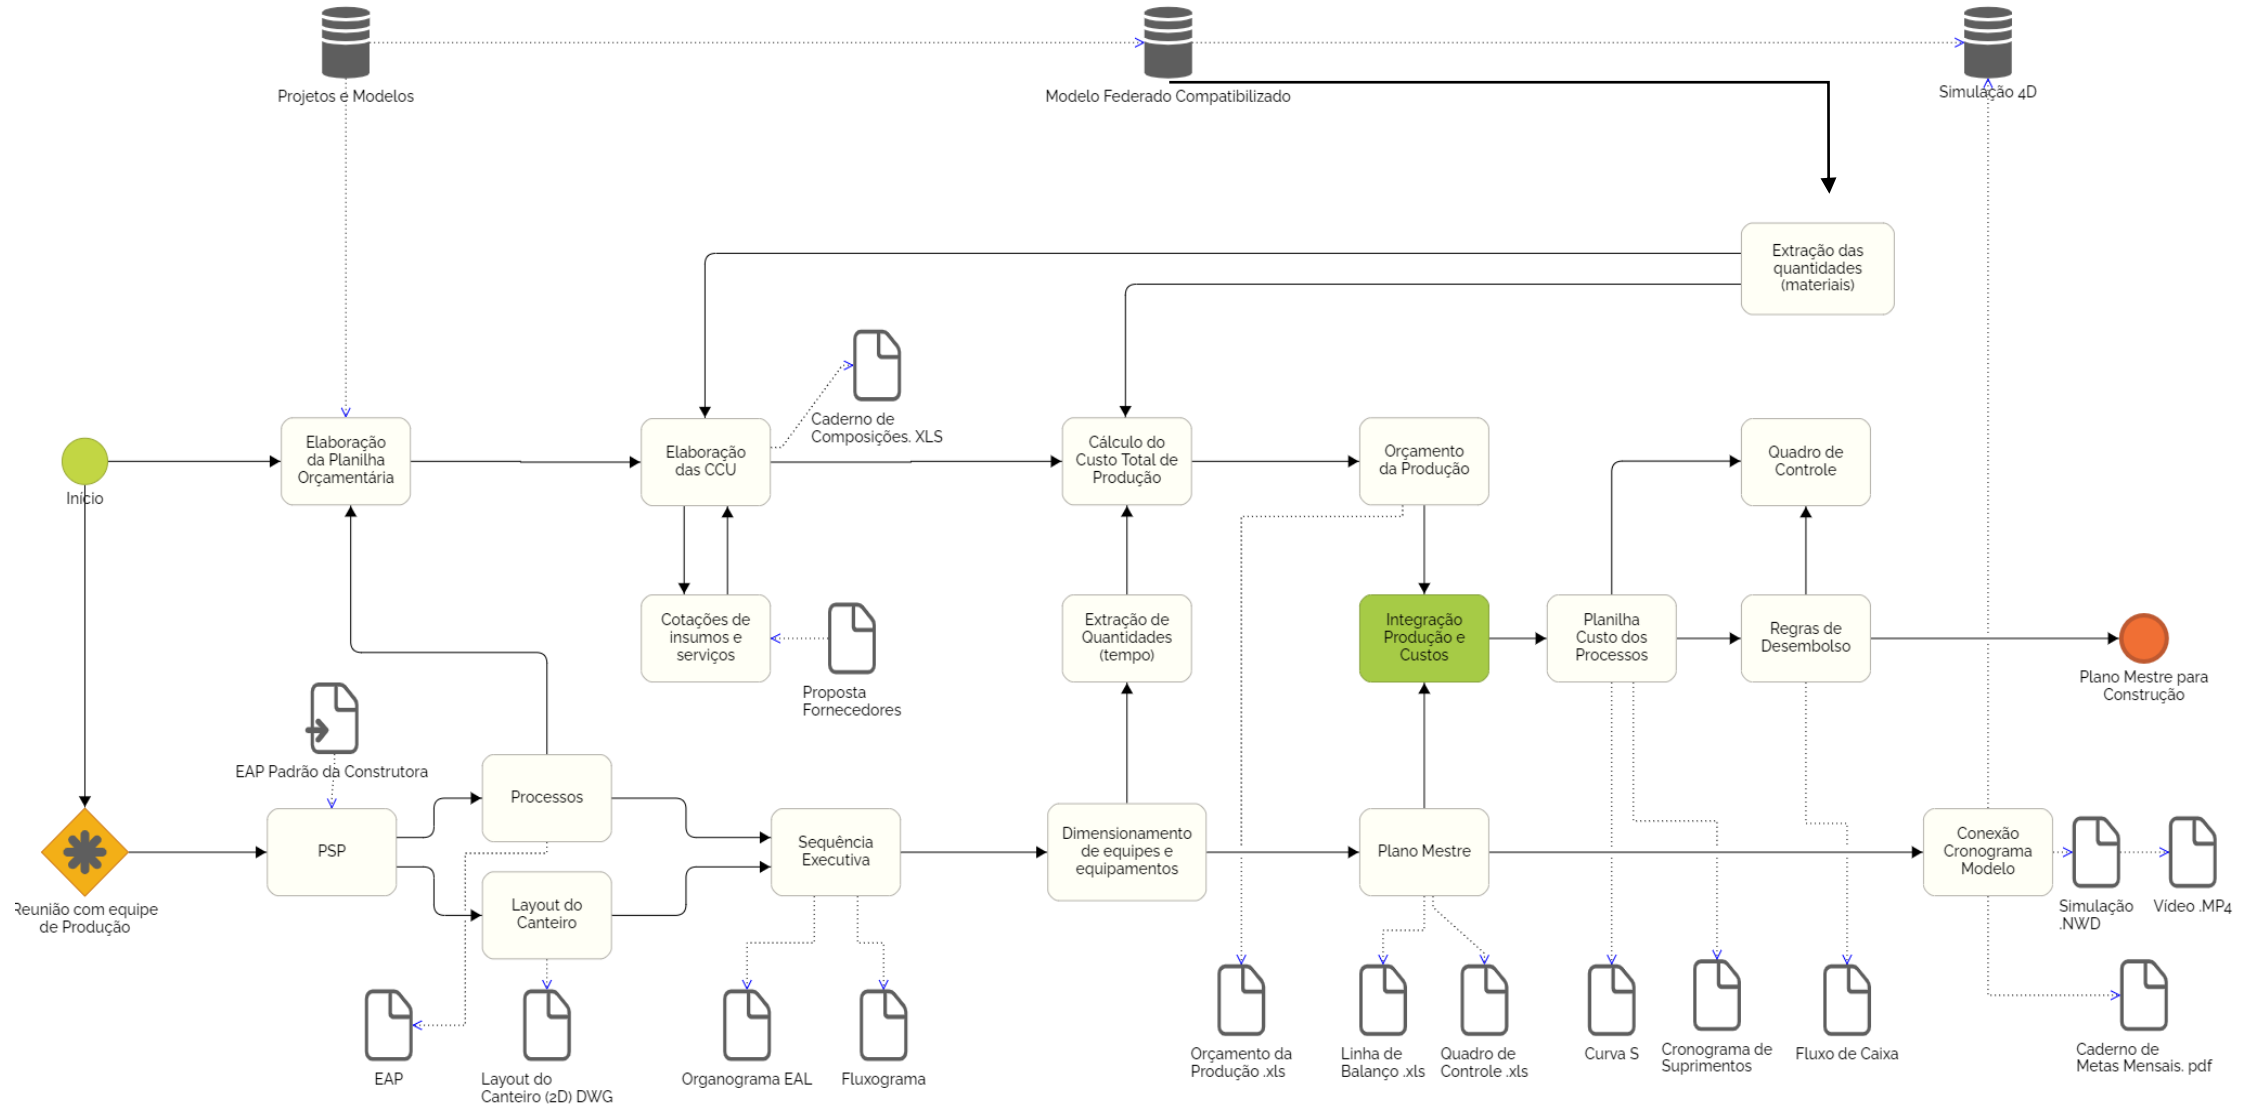 Projetos e Modelos
Modelo Federado Compatibilizado
Simulação 4D
Extração das
quantidades
(materiais)
Caderno de
Composições. XLS
Início
Elaboração
da Planilha
Orçamentária
Elaboração
das CCU
Cálculo do
Custo Total de
Produção
Orçamento
da Produção
Quadro de
Controle
Cotações de
insumos e
serviços
Proposta
Fornecedores
Extração de
Quantidades
(tempo)
Integração
Produção e
Custos
Planilha
Custo dos
Processos
Regras de
Desembolso
Plano Mestre para
Construção
EAP Padrão da Construtora
Processos
PSP
Layout do
Canteiro
Sequência
Executiva
Dimensionamento
de equipes e
equipamentos
Plano Mestre
Conexão
Cronograma
Modelo
Reunião com equipe
de Produção
Simulação
.NWD
Vídeo .MP4
EAP
Layout do
Canteiro (2D) DWG
Organograma EAL
Fluxograma
Orçamento da
Produção .xls
Linha de
Balanço .xls
Quadro de
Controle .xls
Curva S
Cronograma de
Suprimentos
Fluxo de Caixa
Caderno de
Metas Mensais. pdf